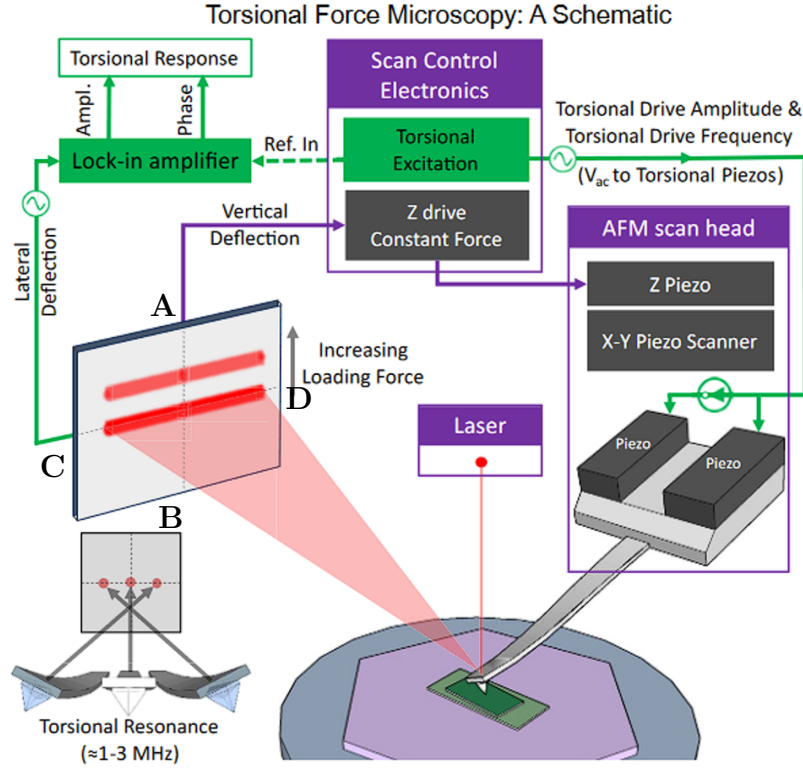 Torsional Force Microscopy: A Schematic
Torsional Response
Ampl.
Phase
Lock-in amplifier
Ref. In
Scan Control
Electronics
Torsional
Excitation
Z drive
Constant Force
Torsional Drive Amplitude &
Torsional Drive Frequency
(Vac to Torsional Piezos)
Lateral
Deflection
Vertical
Deflection
AFM scan head
Z Piezo
X-Y Piezo Scanner
A
Increasing
Loading Force
D
C
B
Laser
Piezo
Piezo
Torsional Resonance
(≈1-3 MHz)